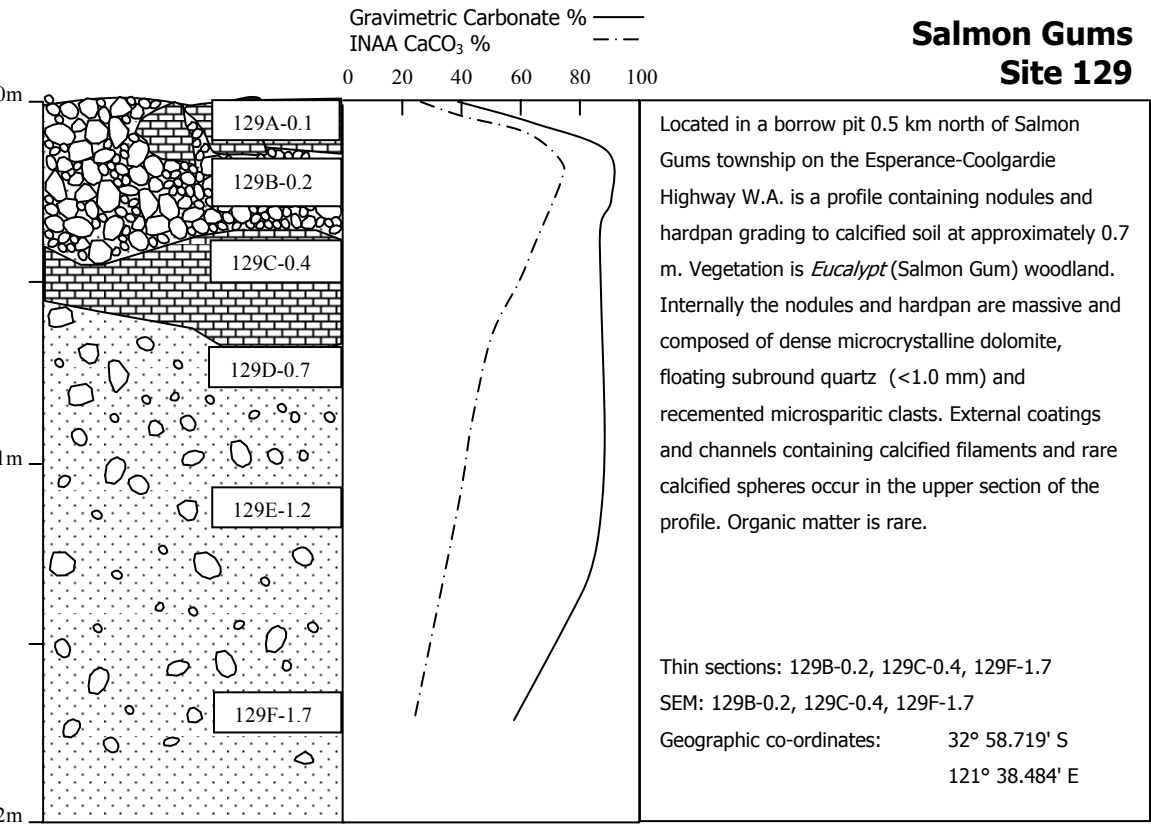 Gravimetric Carbonate %
INAA CaCO₃ %
Salmon Gums
Site 129
0 20 40 60 80 100
0m
1m
2m
129A-0.1
129B-0.2
129C-0.4
129D-0.7
129E-1.2
129F-1.7
Located in a borrow pit 0.5 km north of Salmon
Gums township on the Esperance-Coolgardie
Highway W.A. is a profile containing nodules and
hardpan grading to calcified soil at approximately 0.7
m. Vegetation is Eucalypt (Salmon Gum) woodland.
Internally the nodules and hardpan are massive and
composed of dense microcrystalline dolomite,
floating subround quartz (<1.0 mm) and
recemented microsparitic clasts. External coatings
and channels containing calcified filaments and rare
calcified spheres occur in the upper section of the
profile. Organic matter is rare.
Thin sections: 129B-0.2, 129C-0.4, 129F-1.7
SEM: 129B-0.2, 129C-0.4, 129F-1.7
Geographic co-ordinates: 32° 58.719' S
121° 38.484' E